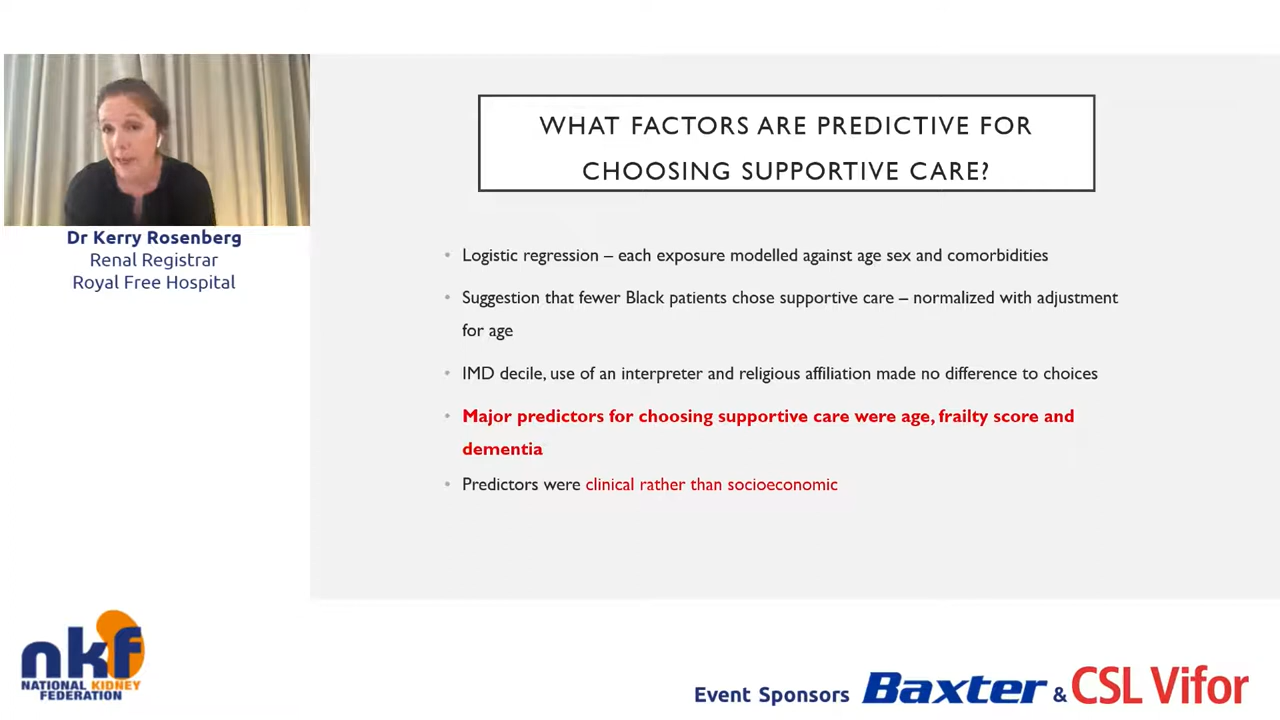 WHAT FACTORS ARE PREDICTIVE FOR
CHOOSING SUPPORTIVE CARE?
Dr Kerry Rosenberg
Renal Registrar
Royal Free Hospital
• Logistic regression – each exposure modelled against age sex and comorbidities
• Suggestion that fewer Black patients chose supportive care – normalized with adjustment
for age
• IMD decile, use of an interpreter and religious affiliation made no difference to choices
• Major predictors for choosing supportive care were age, frailty score and
dementia
• Predictors were clinical rather than socioeconomic
nkf
NATIONAL KIDNEY
FEDERATION
Event Sponsors Baxter & CSL Vifor